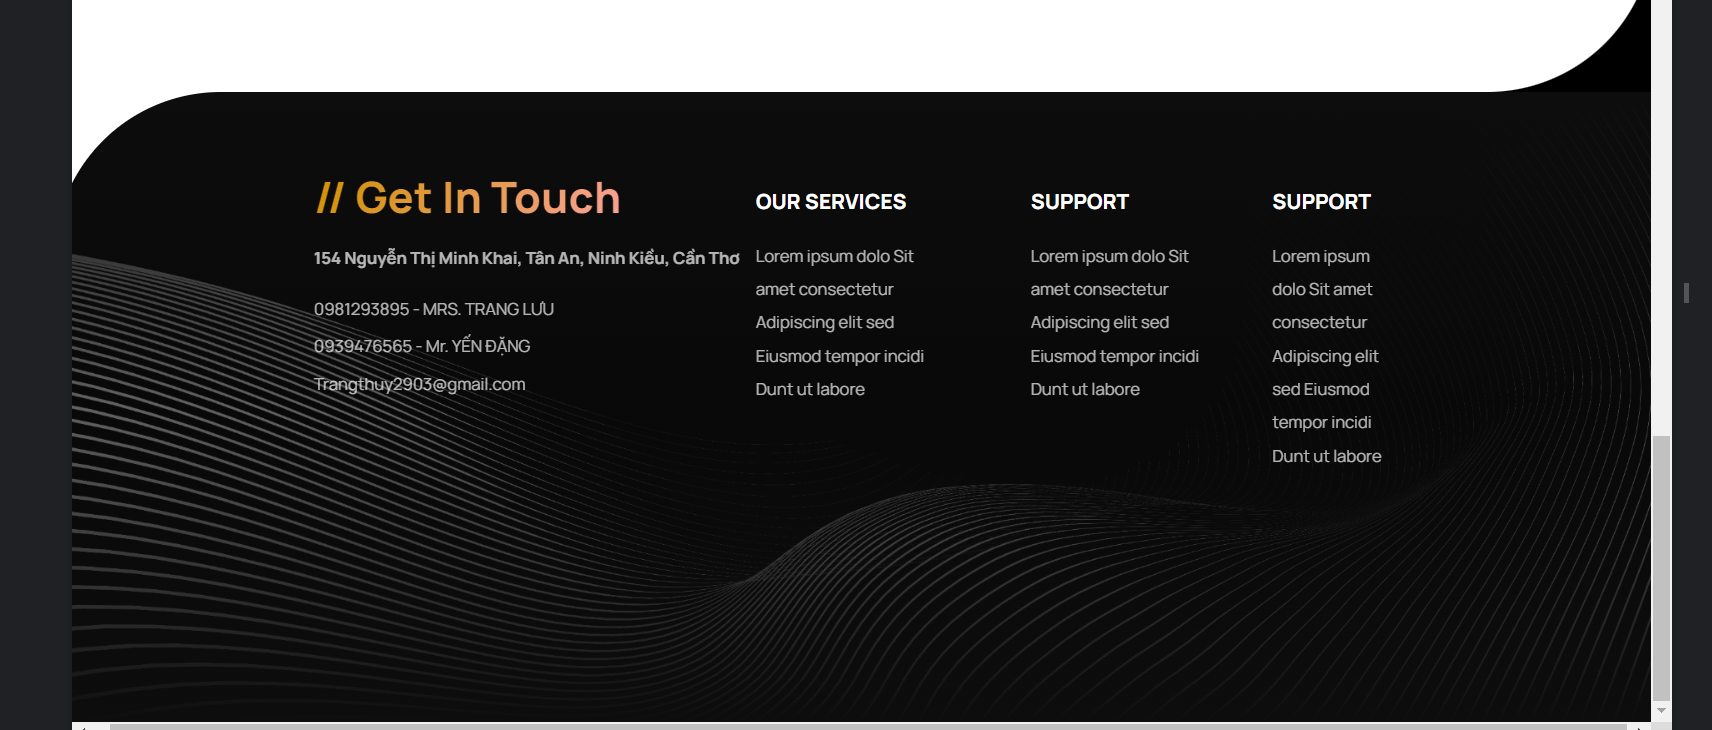 // Get In Touch
154 Nguyễn Thị Minh Khai, Tân An, Ninh Kiều, Cần Thơ
0981293895 - MRS. TRANG LƯU
0939476565 - Mr. YẾN ĐẶNG
Trangthuy2903@gmail.com
OUR SERVICES
Lorem ipsum dolo Sit
amet consectetur
Adipiscing elit sed
Eiusmod tempor incidi
Dunt ut labore
SUPPORT
Lorem ipsum dolo Sit
amet consectetur
Adipiscing elit sed
Eiusmod tempor incidi
Dunt ut labore
SUPPORT
Lorem ipsum
dolo Sit amet
consectetur
Adipiscing elit
sed Eiusmod
tempor incidi
Dunt ut labore